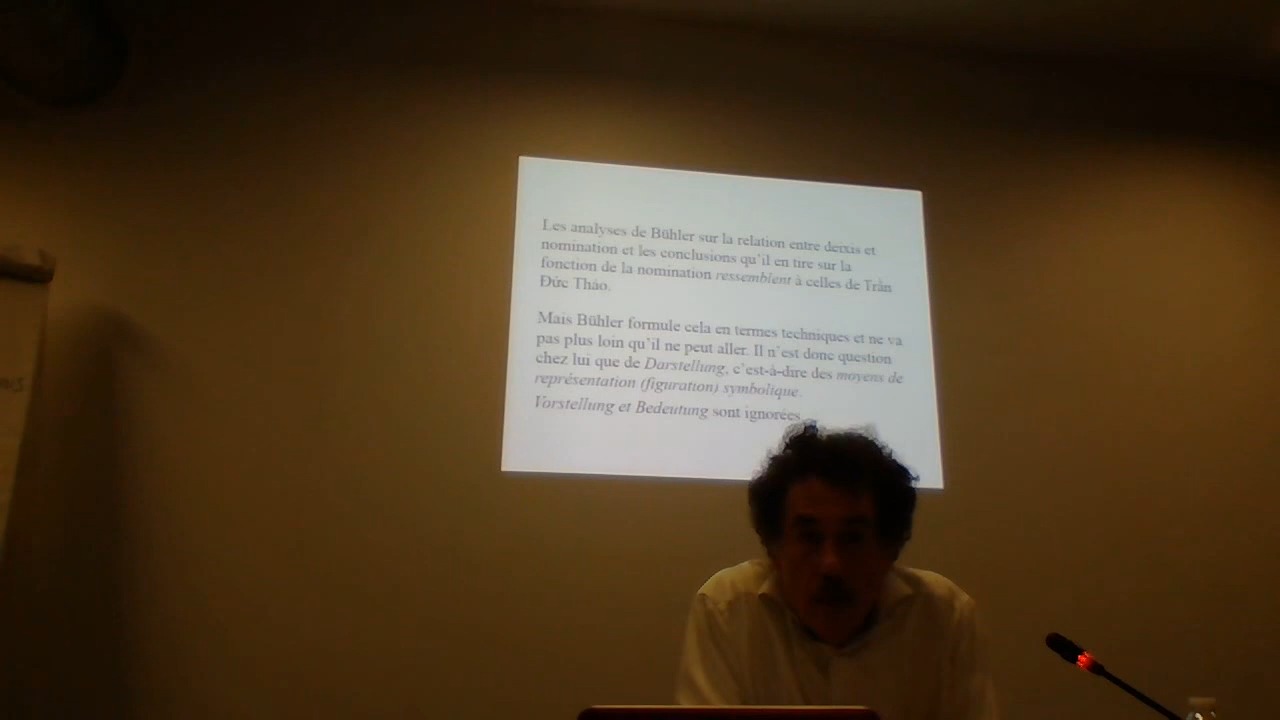 Les analyses de Bühler sur la relation entre deixis et
nomination et les conclusions qu'il en tire sur la
fonction de la nomination ressemblent à celles de Trần
Đức Thảo.
Mais Bühler formule cela en termes techniques et ne va
pas plus loin qu'il ne peut aller. Il n'est donc question
chez lui que de Darstellung, c'est-à-dire des moyens de
représentation (figuration) symbolique.
Vorstellung et Bedeutung sont ignorées.